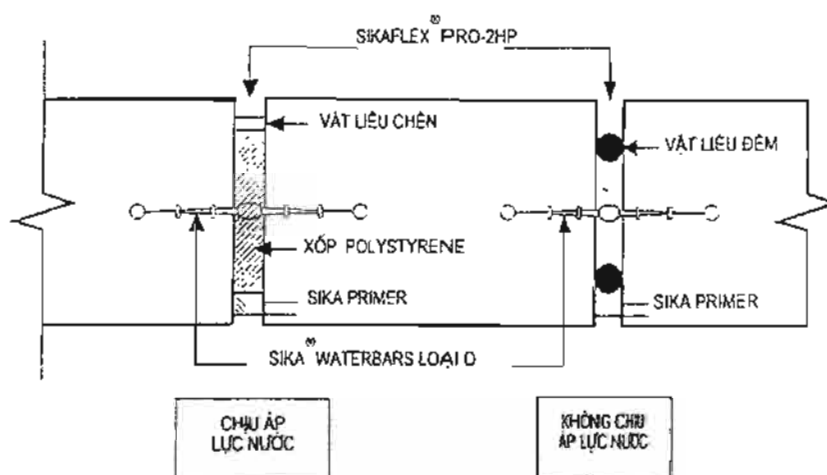 SIKAFLEX® PRO-2HP
VẬT LIỆU CHÈN
VẬT LIỆU ĐỆM
XỐP POLYSTYRENE
SIKA PRIMER
SIKA PRIMER
SIKA® WATERBARS LOẠI O
CHỊU ÁP
LỰC NƯỚC
KHÔNG CHỊU
ÁP LỰC NƯỚC